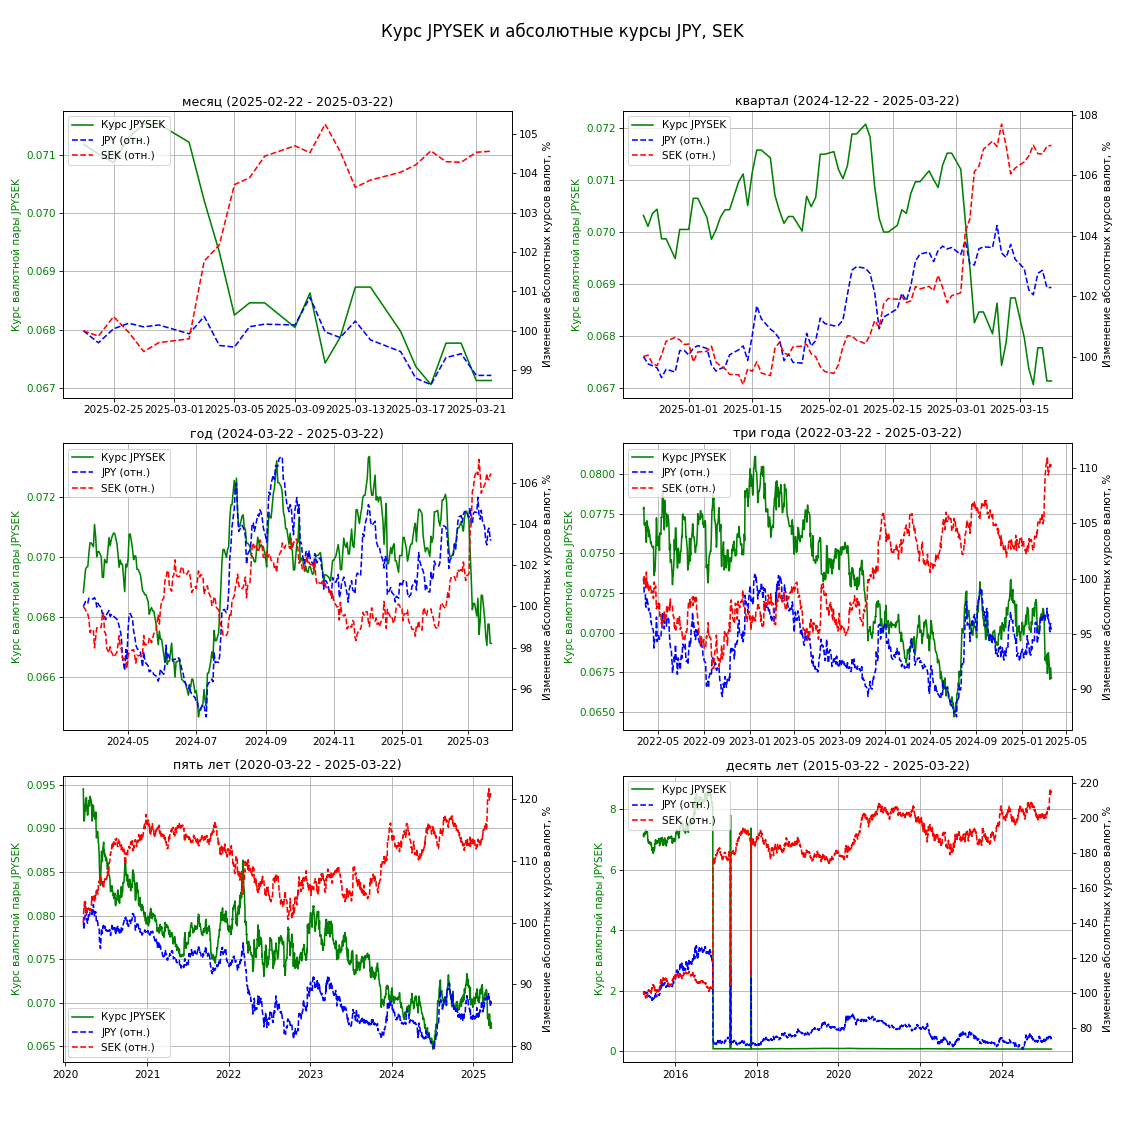 Курс JPYSEK и абсолютные курсы JPY, SEK
месяц (2025-02-22 - 2025-03-22)
Курс JPYSEK
JPY (отн.)
SEK (отн.)
Курс валютной пары JPYSEK
0.071
0.070
0.069
0.068
0.067
105
104
103
102
101
100
99
Изменение абсолютных курсов валют, %
2025-02-25
2025-03-01
2025-03-05
2025-03-09
2025-03-13
2025-03-17
2025-03-21
квартал (2024-12-22 - 2025-03-22)
Курс JPYSEK
JPY (отн.)
SEK (отн.)
Курс валютной пары JPYSEK
0.072
0.071
0.070
0.069
0.068
0.067
108
106
104
102
100
Изменение абсолютных курсов валют, %
2025-01-01
2025-01-15
2025-02-01
2025-02-15
2025-03-01
2025-03-15
год (2024-03-22 - 2025-03-22)
Курс JPYSEK
JPY (отн.)
SEK (отн.)
Курс валютной пары JPYSEK
0.072
0.070
0.068
0.066
106
104
102
100
98
96
Изменение абсолютных курсов валют, %
2024-05
2024-07
2024-09
2024-11
2025-01
2025-03
три года (2022-03-22 - 2025-03-22)
Курс JPYSEK
JPY (отн.)
SEK (отн.)
Курс валютной пары JPYSEK
0.0800
0.0775
0.0750
0.0725
0.0700
0.0675
0.0650
110
105
100
95
90
Изменение абсолютных курсов валют, %
2022-05
2022-09
2023-01
2023-05
2023-09
2024-01
2024-05
2024-09
2025-01
2025-05
пять лет (2020-03-22 - 2025-03-22)
Курс JPYSEK
JPY (отн.)
SEK (отн.)
Курс валютной пары JPYSEK
0.095
0.090
0.085
0.080
0.075
0.070
0.065
120
110
100
90
80
Изменение абсолютных курсов валют, %
2020
2021
2022
2023
2024
2025
десять лет (2015-03-22 - 2025-03-22)
Курс JPYSEK
JPY (отн.)
SEK (отн.)
Курс валютной пары JPYSEK
8
6
4
2
0
220
200
180
160
140
120
100
80
Изменение абсолютных курсов валют, %
2016
2018
2020
2022
2024